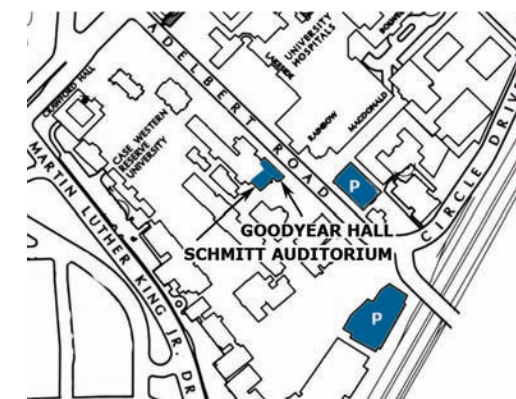 ADELBERT ROAD
UNIVERSITY
HOSPITALS
LAKESIDE
RAINBOW
MACDONALD
CRAWFORD HALL
CASE WESTERN
RESERVE
UNIVERSITY
MARTIN LUTHER KING JR. DR
CIRCLE DRIVE
P
GOODYEAR HALL
SCHMITT AUDITORIUM
P